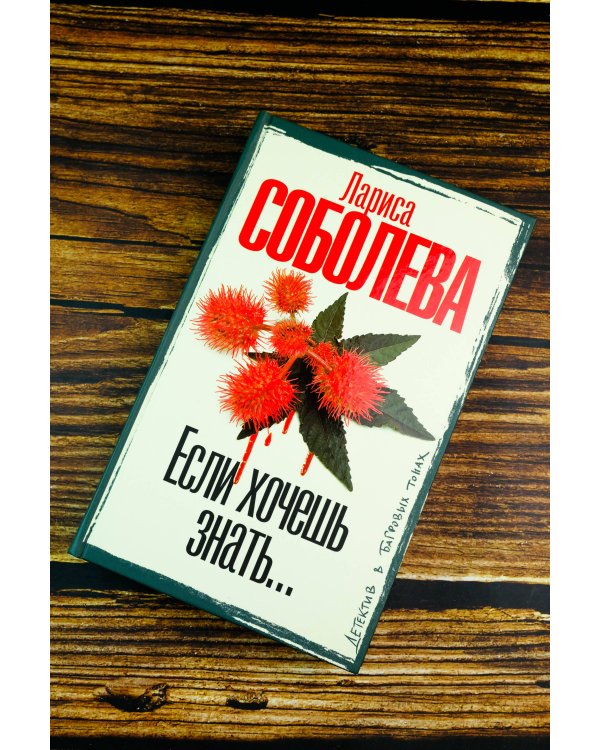 Лариса
СОБОЛЕВА
Если хочешь
знать...
Детектив в багровых тонах